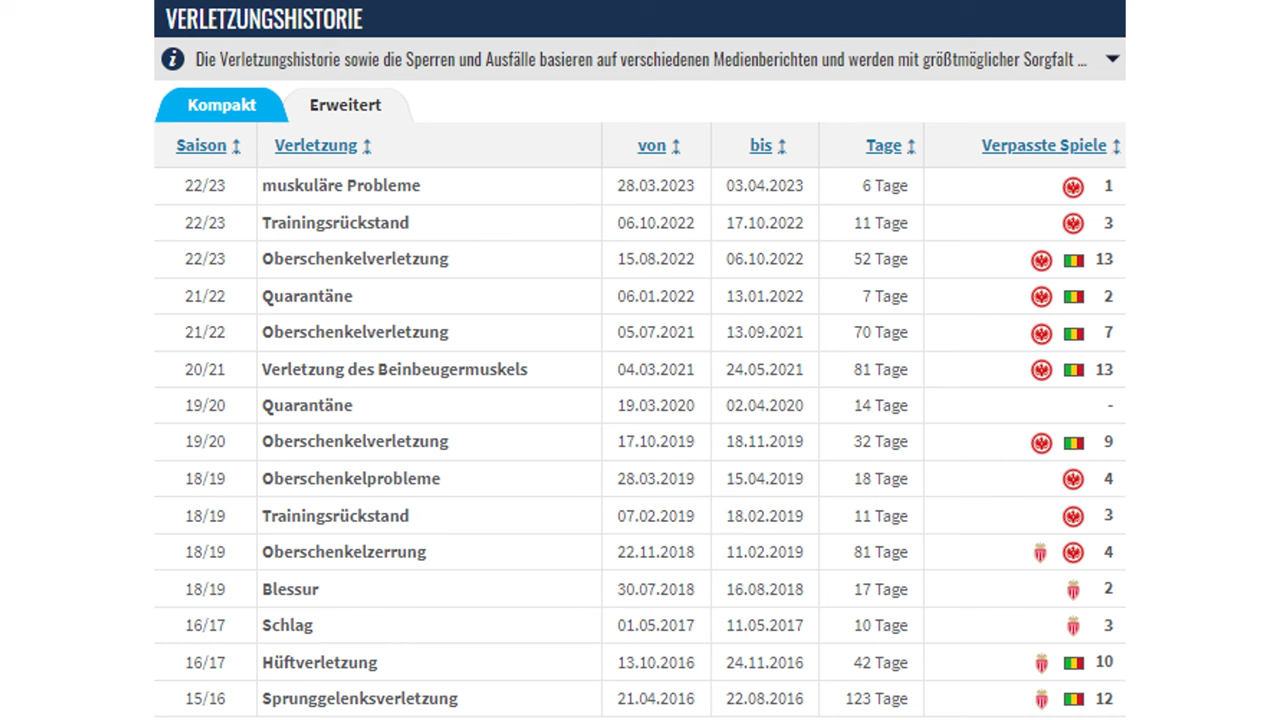 VERLETZUNGSHISTORIE
i Die Verletzungshistorie sowie die Sperren und Ausfälle basieren auf verschiedenen Medienberichten und werden mit größtmöglicher Sorgfalt ...
Kompakt Erweitert
Saison Verletzung von bis Tage Verpasste Spiele
22/23 muskuläre Probleme 28.03.2023 03.04.2023 6 Tage 1
22/23 Trainingsrückstand 06.10.2022 17.10.2022 11 Tage 3
22/23 Oberschenkelverletzung 15.08.2022 06.10.2022 52 Tage 13
21/22 Quarantäne 06.01.2022 13.01.2022 7 Tage 2
21/22 Oberschenkelverletzung 05.07.2021 13.09.2021 70 Tage 7
20/21 Verletzung des Beinbeugermuskels 04.03.2021 24.05.2021 81 Tage 13
19/20 Quarantäne 19.03.2020 02.04.2020 14 Tage -
19/20 Oberschenkelverletzung 17.10.2019 18.11.2019 32 Tage 9
18/19 Oberschenkelprobleme 28.03.2019 15.04.2019 18 Tage 4
18/19 Trainingsrückstand 07.02.2019 18.02.2019 11 Tage 3
18/19 Oberschenkelzerrung 22.11.2018 11.02.2019 81 Tage 4
18/19 Blessur 30.07.2018 16.08.2018 17 Tage 2
16/17 Schlag 01.05.2017 11.05.2017 10 Tage 3
16/17 Hüftverletzung 13.10.2016 24.11.2016 42 Tage 10
15/16 Sprunggelenksverletzung 21.04.2016 22.08.2016 123 Tage 12